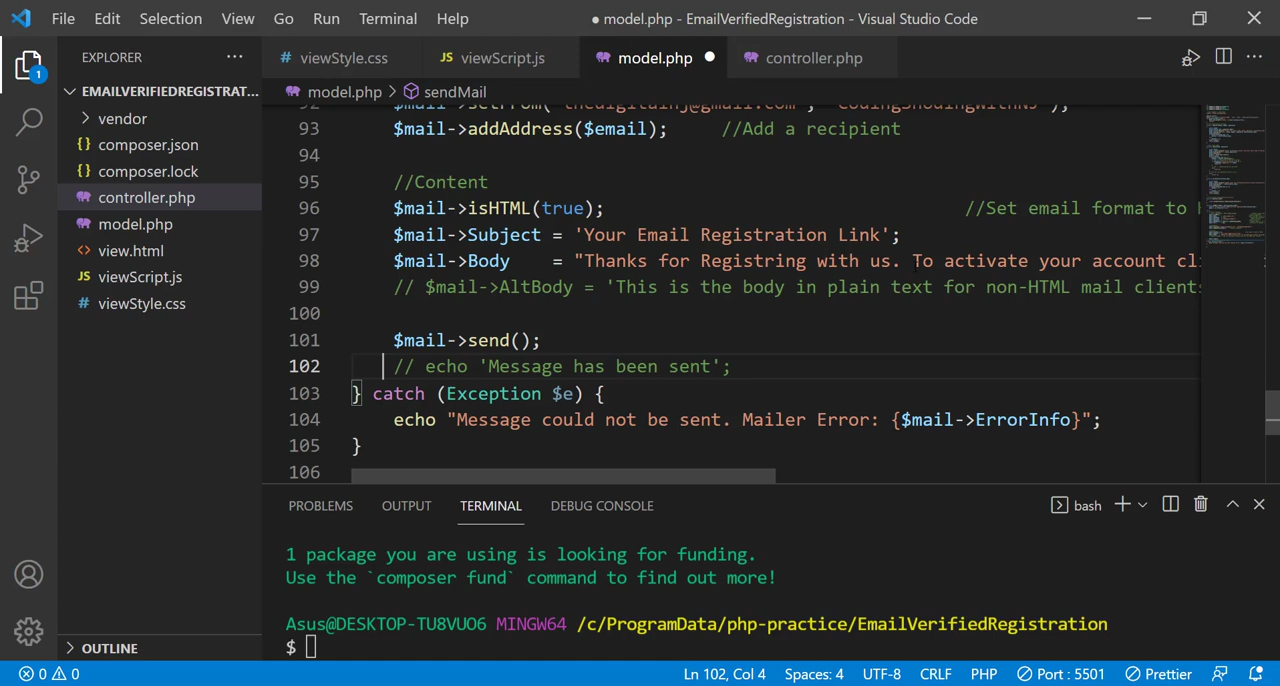 File Edit Selection View Go Run Terminal Help ● model.php - EmailVerifiedRegistration - Visual Studio Code
EXPLORER ···
1
# viewStyle.css
JS viewScript.js
model.php ●
controller.php
EMAILVERIFIEDREGISTRAT...
vendor
{} composer.json
{} composer.lock
controller.php
model.php
<> view.html
JS viewScript.js
# viewStyle.css
OUTLINE
model.php > sendMail
93 $mail->addAddress($email); //Add a recipient
94
95 //Content
96 $mail->isHTML(true); //Set email format to
97 $mail->Subject = 'Your Email Registration Link';
98 $mail->Body = "Thanks for Registring with us. To activate your account
99 // $mail->AltBody = 'This is the body in plain text for non-HTML mail clients
100
101 $mail->send();
102 // echo 'Message has been sent';
103 } catch (Exception $e) {
104 echo "Message could not be sent. Mailer Error: {$mail->ErrorInfo}";
105 }
106
PROBLEMS OUTPUT TERMINAL DEBUG CONSOLE bash
1 package you are using is looking for funding.
Use the `composer fund` command to find out more!
Asus@DESKTOP-TU8VUO6 MINGW64 /c/ProgramData/php-practice/EmailVerifiedRegistration
$
0 0 Ln 102, Col 4 Spaces: 4 UTF-8 CRLF PHP Port : 5501 Prettier